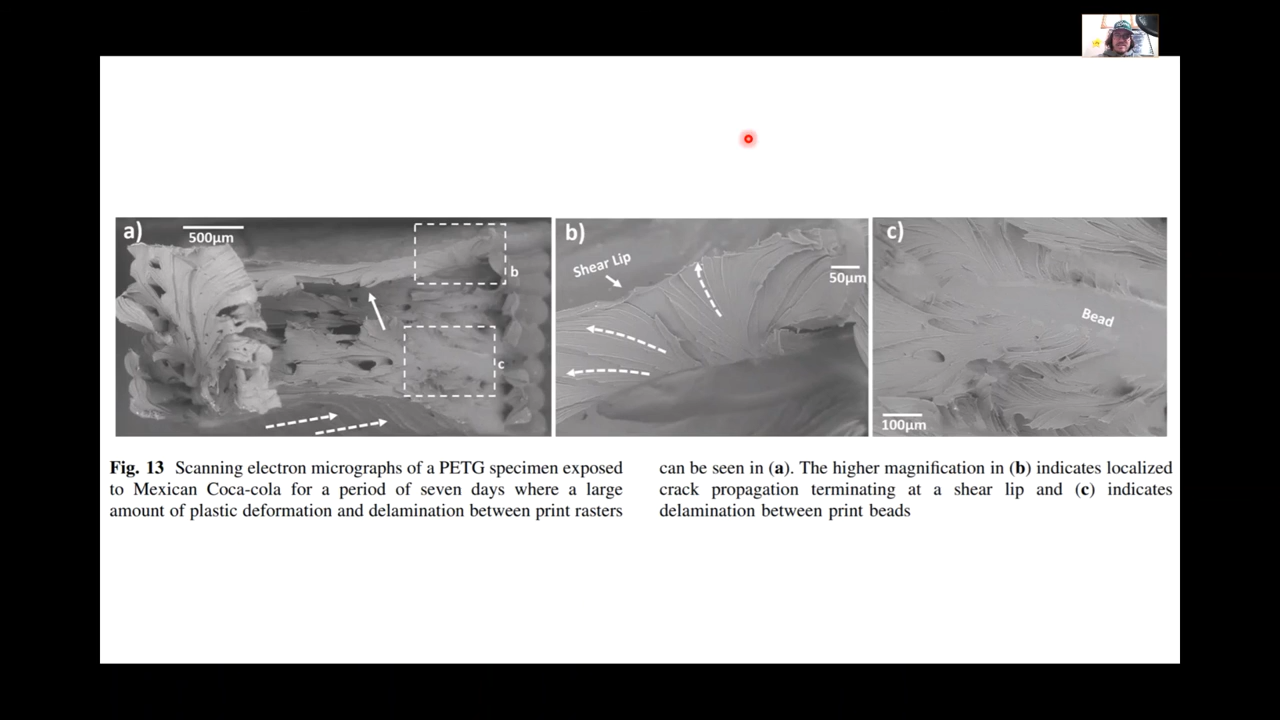 a)
500μm
b
c
b)
Shear Lip
50μm
c)
Bead
100μm
Fig. 13 Scanning electron micrographs of a PETG specimen exposed
to Mexican Coca-cola for a period of seven days where a large
amount of plastic deformation and delamination between print rasters
can be seen in (a). The higher magnification in (b) indicates localized
crack propagation terminating at a shear lip and (c) indicates
delamination between print beads